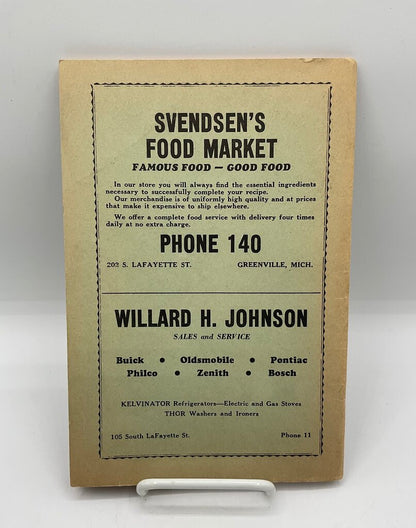 SVENDSEN'S
FOOD MARKET
FAMOUS FOOD — GOOD FOOD
In our store you will always find the essential ingredients
necessary to successfully complete your recipe.
Our merchandise is of uniformly high quality and at prices
that make it expensive to ship elsewhere.
We offer a complete food service with delivery four times
daily at no extra charge.
PHONE 140
202 S. LAFAYETTE ST. GREENVILLE, MICH.
WILLARD H. JOHNSON
SALES and SERVICE
Buick • Oldsmobile • Pontiac
Philco • Zenith • Bosch
KELVINATOR Refrigerators—Electric and Gas Stoves
THOR Washers and Ironers
105 South LaFayette St. Phone 11